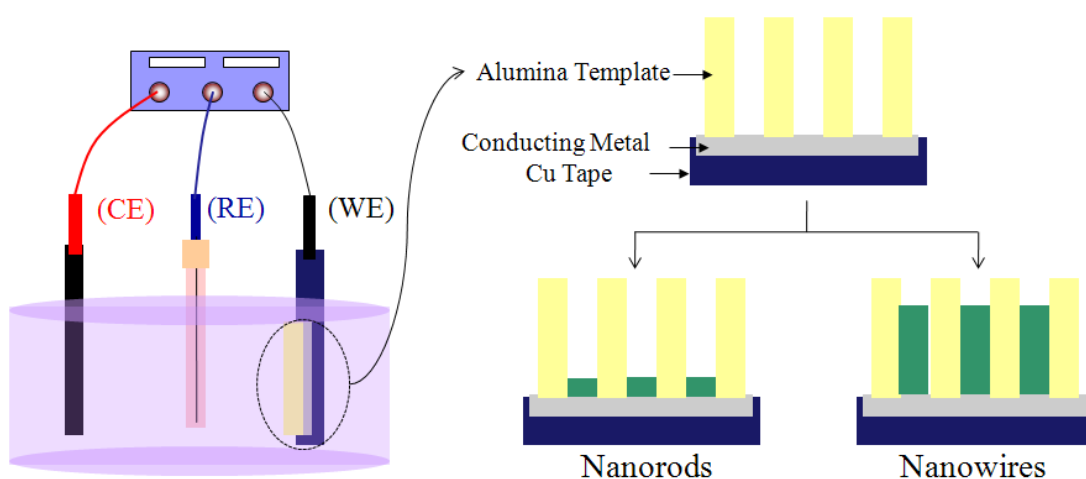 Alumina Template
Conducting Metal
Cu Tape
(CE)
(RE)
(WE)
Nanorods
Nanowires